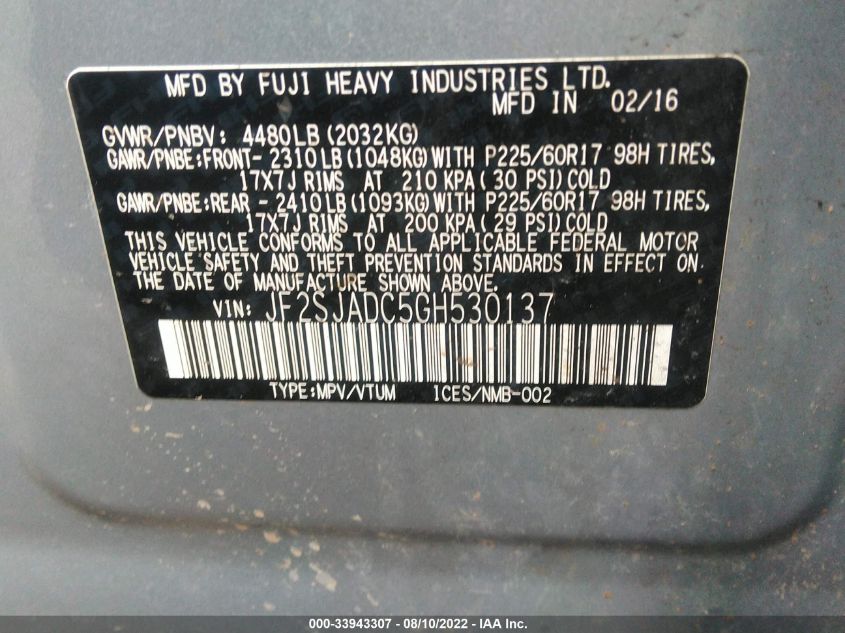 MFD BY FUJI HEAVY INDUSTRIES LTD.
MFD IN 02/16
GVWR/PNBV: 4480LB(2032KG)
GAWR/PNBE:FRONT- 2310LB(1048KG)WITH P225/60R17 98H TIRES,
17X7J RIMS AT 210 KPA( 30 PSI)COLD
GAWR/PNBE:REAR - 2410LB(1093KG)WITH P225/60R17 98H TIRES,
17X7J RIMS AT 200 KPA( 29 PSI)COLD
THIS VEHICLE CONFORMS TO ALL APPLICABLE FEDERAL MOTOR
VEHICLE SAFETY AND THEFT PREVENTION STANDARDS IN EFFECT ON
THE DATE OF MANUFACTURE SHOWN ABOVE.
VIN: JF2SJADC5GH530137
TYPE:MPV/VTUM ICES/NMB-002
000-33943307 - 08/10/2022 - IAA Inc.